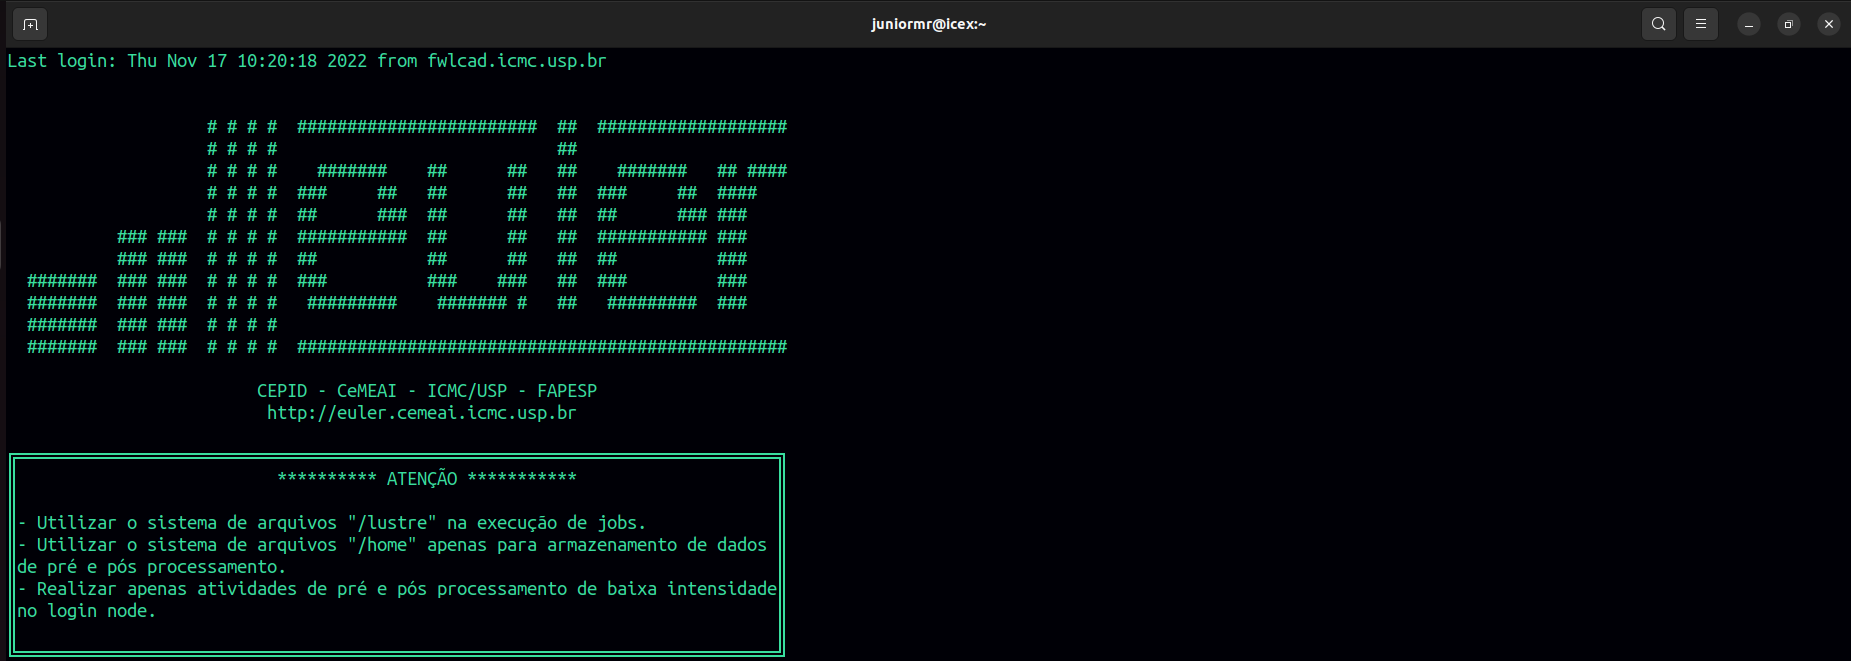 juniormr@icex:~
Last login: Thu Nov 17 10:20:18 2022 from fwlcad.icmc.usp.br
euler
CEPID - CeMEAI - ICMC/USP - FAPESP
http://euler.cemeai.icmc.usp.br
********** ATENÇÃO ***********
- Utilizar o sistema de arquivos "/lustre" na execução de jobs.
- Utilizar o sistema de arquivos "/home" apenas para armazenamento de dados
de pré e pós processamento.
- Realizar apenas atividades de pré e pós processamento de baixa intensidade
no login node.